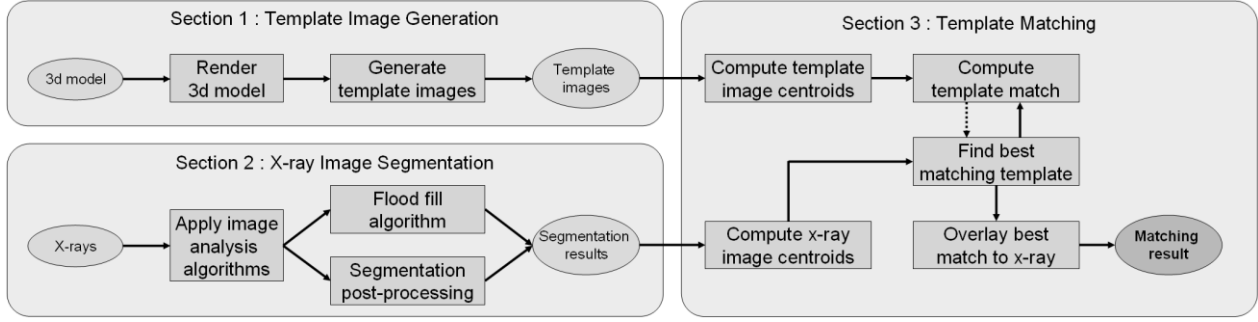 Section 1 : Template Image Generation
3d model
Render
3d model
Generate
template images
Template
images
Section 2 : X-ray Image Segmentation
X-rays
Apply image
analysis
algorithms
Flood fill
algorithm
Segmentation
post-processing
Segmentation
results
Section 3 : Template Matching
Compute template
image centroids
Compute
template match
Find best
matching template
Compute x-ray
image centroids
Overlay best
match to x-ray
Matching
result